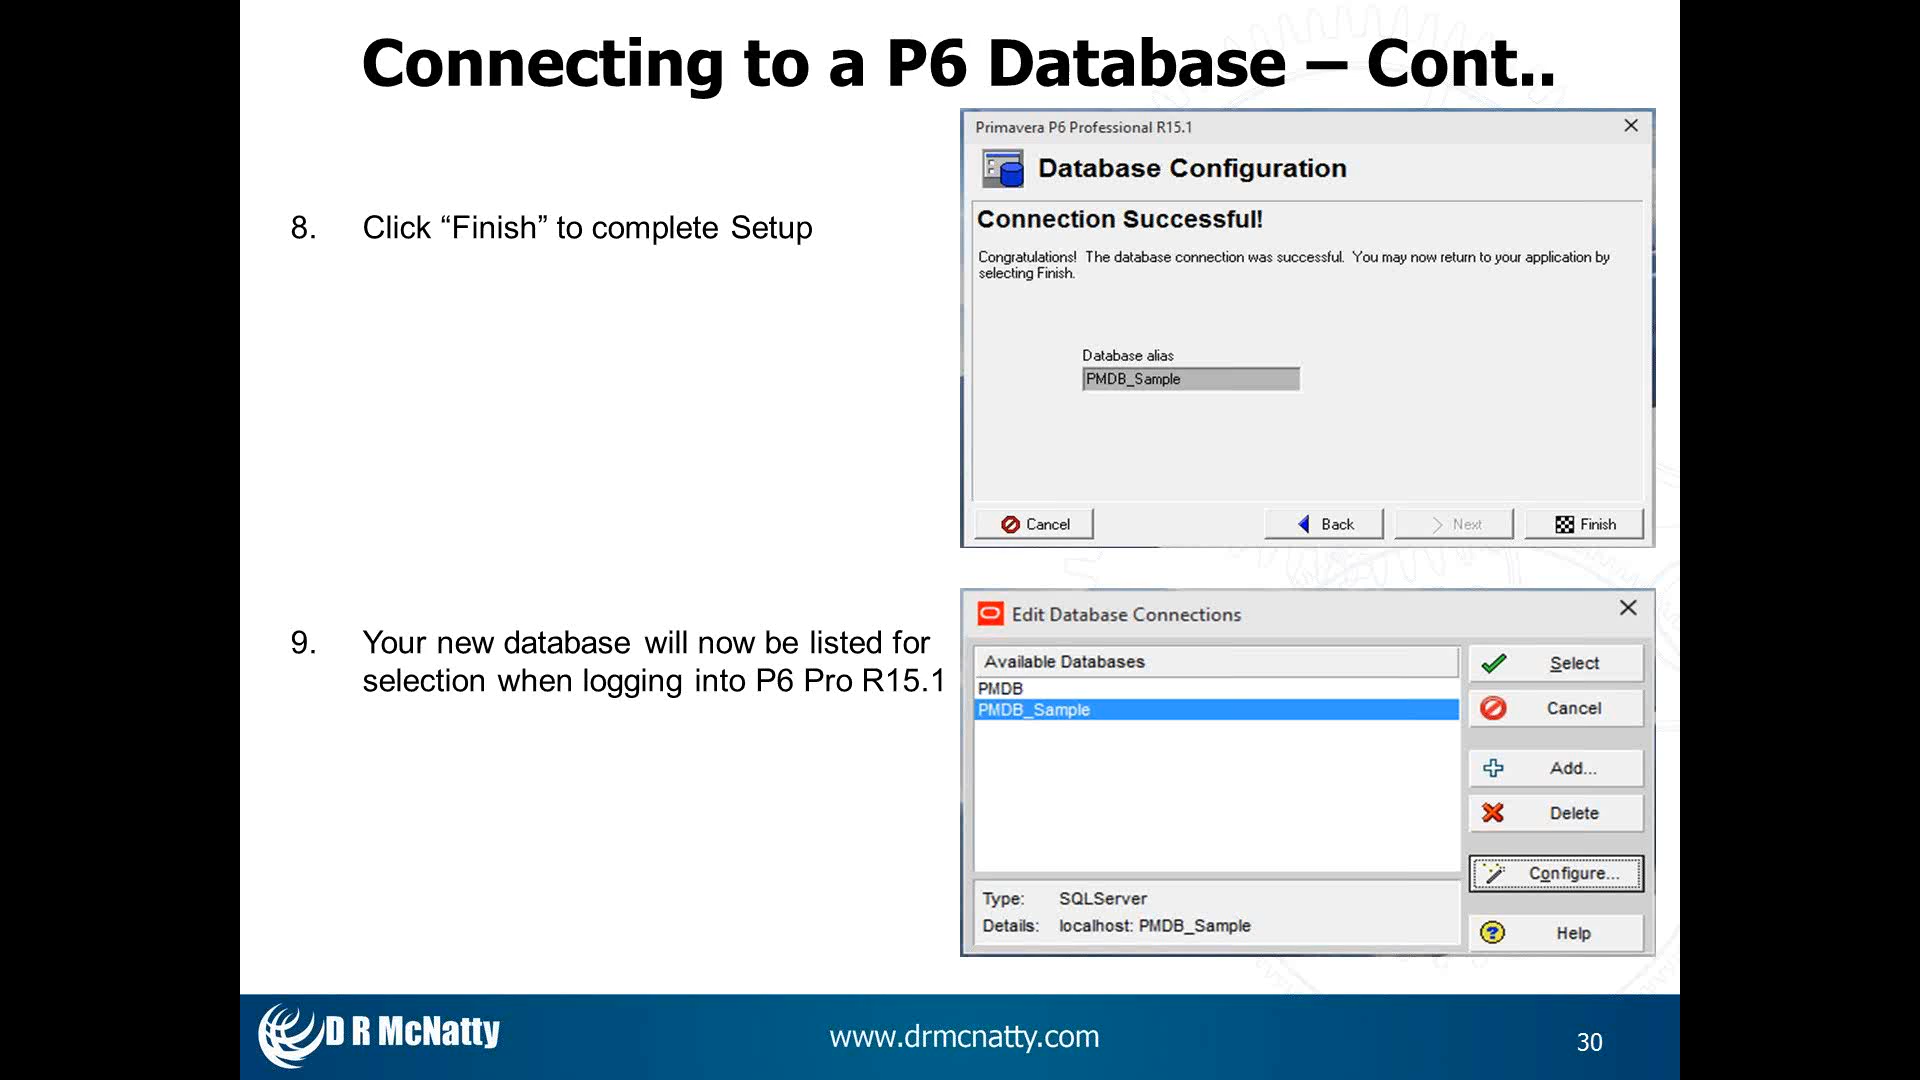 Connecting to a P6 Database – Cont..
8. Click “Finish” to complete Setup
Primavera P6 Professional R15.1
Database Configuration
Connection Successful!
Congratulations! The database connection was successful. You may now return to your application by
selecting Finish.
Database alias
PMDB_Sample
Cancel
Back
Next
Finish
9. Your new database will now be listed for
selection when logging into P6 Pro R15.1
Edit Database Connections
Available Databases
PMDB
PMDB_Sample
Select
Cancel
Add...
Delete
Configure...
Help
Type: SQLServer
Details: localhost: PMDB_Sample
D R McNatty
www.drmcnatty.com
30